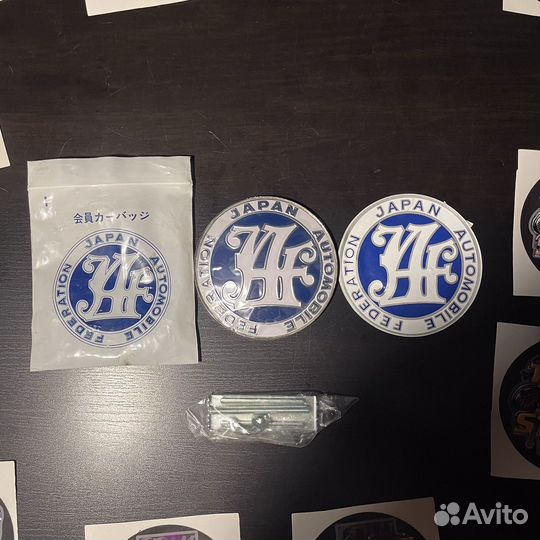 会員カーバッジ
JAPAN AUTOMOBILE FEDERATION
JAF
JAPAN AUTOMOBILE FEDERATION
JAF
JAPAN AUTOMOBILE FEDERATION
JAF
Avito